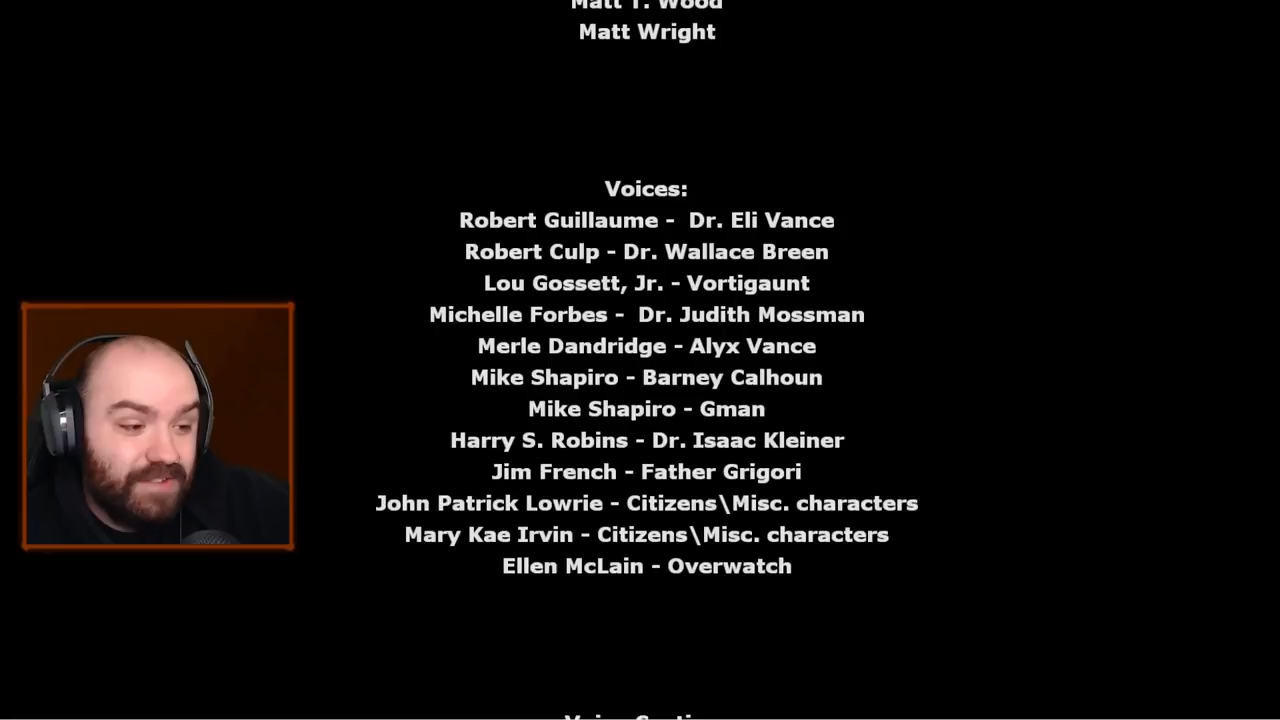 Matt T. Wood
Matt Wright
Voices:
Robert Guillaume -  Dr. Eli Vance
Robert Culp - Dr. Wallace Breen
Lou Gossett, Jr. - Vortigaunt
Michelle Forbes -  Dr. Judith Mossman
Merle Dandridge - Alyx Vance
Mike Shapiro - Barney Calhoun
Mike Shapiro - Gman
Harry S. Robins - Dr. Isaac Kleiner
Jim French - Father Grigori
John Patrick Lowrie - Citizens\Misc. characters
Mary Kae Irvin - Citizens\Misc. characters
Ellen McLain - Overwatch